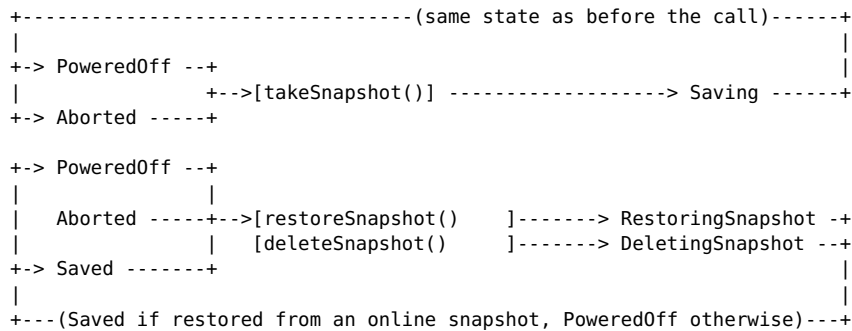 +---------------------------------(same state as before the call)------+
|                                                                      |
+-> PoweredOff --+                                                     |
|                +-->[takeSnapshot()] -------------------> Saving ------+
+-> Aborted -----+

+-> PoweredOff --+
|                |
|   Aborted -----+-->[restoreSnapshot()    ]-------> RestoringSnapshot -+
|                |   [deleteSnapshot()     ]-------> DeletingSnapshot --+
+-> Saved -------+                                                     |
|                                                                      |
+---(Saved if restored from an online snapshot, PoweredOff otherwise)---+